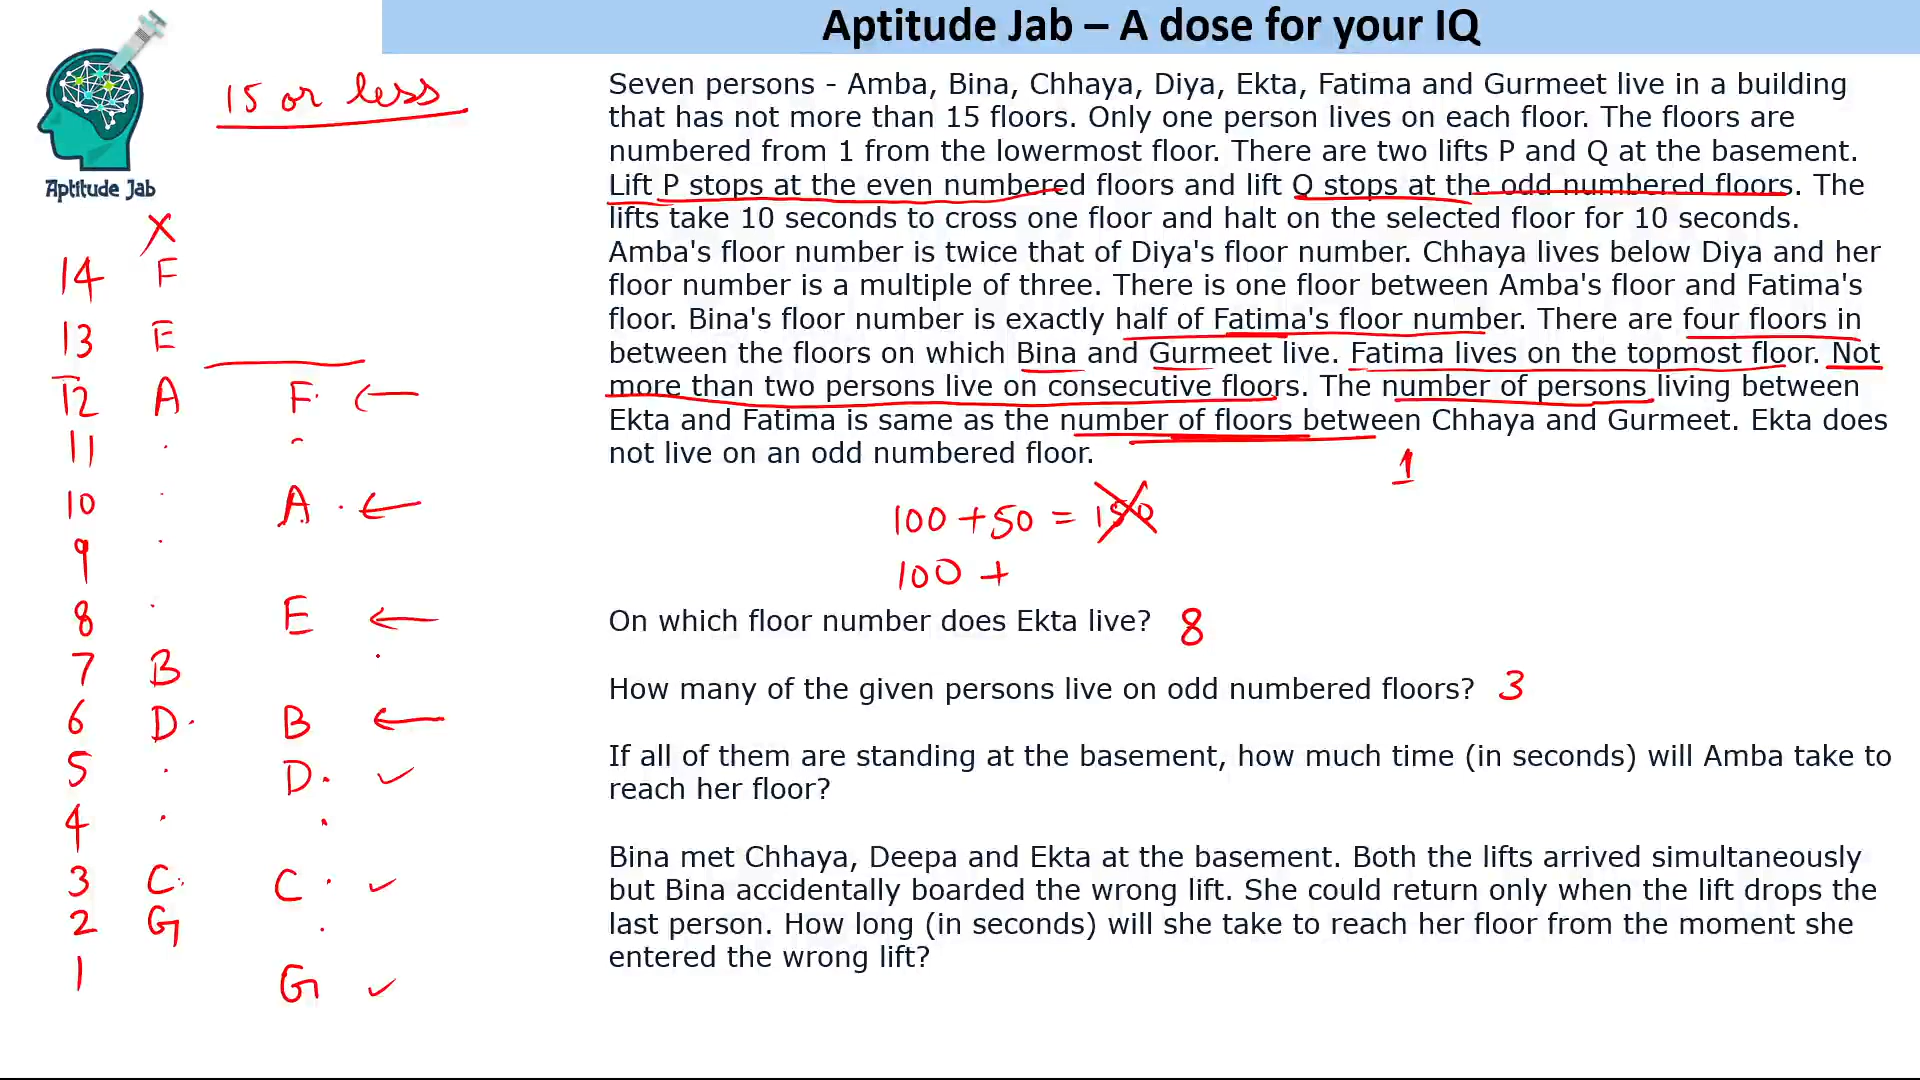 Aptitude Jab – A dose for your IQ
Aptitude Jab
15 or less
Seven persons - Amba, Bina, Chhaya, Diya, Ekta, Fatima and Gurmeet live in a building
that has not more than 15 floors. Only one person lives on each floor. The floors are
numbered from 1 from the lowermost floor. There are two lifts P and Q at the basement.
Lift P stops at the even numbered floors and lift Q stops at the odd numbered floors. The
lifts take 10 seconds to cross one floor and halt on the selected floor for 10 seconds.
Amba's floor number is twice that of Diya's floor number. Chhaya lives below Diya and her
floor number is a multiple of three. There is one floor between Amba's floor and Fatima's
floor. Bina's floor number is exactly half of Fatima's floor number. There are four floors in
between the floors on which Bina and Gurmeet live. Fatima lives on the topmost floor. Not
more than two persons live on consecutive floors. The number of persons living between
Ekta and Fatima is same as the number of floors between Chhaya and Gurmeet. Ekta does
not live on an odd numbered floor.
1
100 + 50 = 150
100 +
On which floor number does Ekta live? 8
How many of the given persons live on odd numbered floors? 3
If all of them are standing at the basement, how much time (in seconds) will Amba take to
reach her floor?
Bina met Chhaya, Deepa and Ekta at the basement. Both the lifts arrived simultaneously
but Bina accidentally boarded the wrong lift. She could return only when the lift drops the
last person. How long (in seconds) will she take to reach her floor from the moment she
entered the wrong lift?
X
14 F
13 E
12 A F
11
10 A
9
8 E
7 B
6 D B
5 D
4
3 C C
2 G
1 G